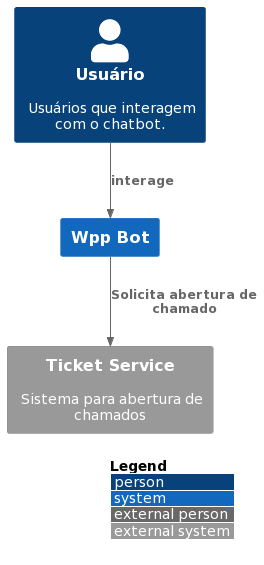 Usuário
Usuários que interagem
com o chatbot.
interage
Wpp Bot
Solicita abertura de
chamado
Ticket Service
Sistema para abertura de
chamados
Legend
person
system
external person
external system